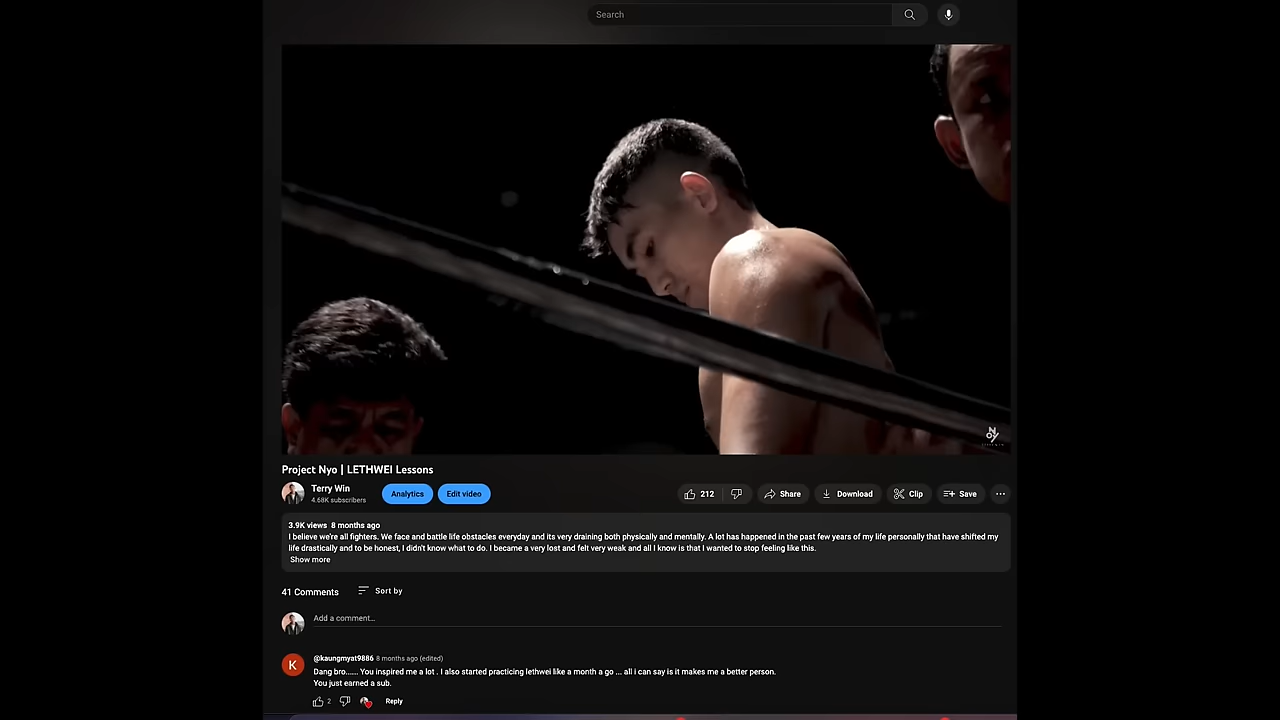 Search
NOY
Project Nyo | LETHWEI Lessons
Terry Win
4.68K subscribers
Analytics
Edit video
212
Share
Download
Clip
Save
3.9K views 8 months ago
I believe we're all fighters. We face and battle life obstacles everyday and its very draining both physically and mentally. A lot has happened in the past few years of my life personally that have shifted my
life drastically and to be honest, I didn't know what to do. I became a very lost and felt very weak and all I know is that I wanted to stop feeling like this.
Show more
41 Comments
Sort by
Add a comment...
K
@kaungmyat9886 8 months ago (edited)
Dang bro...... You inspired me a lot . I also started practicing lethwei like a month a go ... all i can say is it makes me a better person.
You just earned a sub.
2
Reply